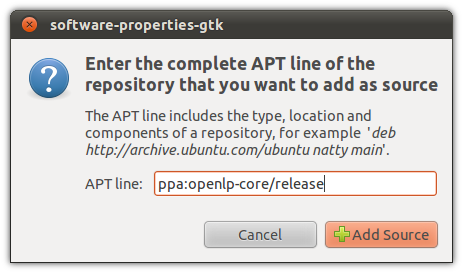 software-properties-gtk
Enter the complete APT line of the
repository that you want to add as source
The APT line includes the type, location and
components of a repository, for example 'deb
http://archive.ubuntu.com/ubuntu natty main'.
APT line: ppa:openlp-core/release
Cancel Add Source